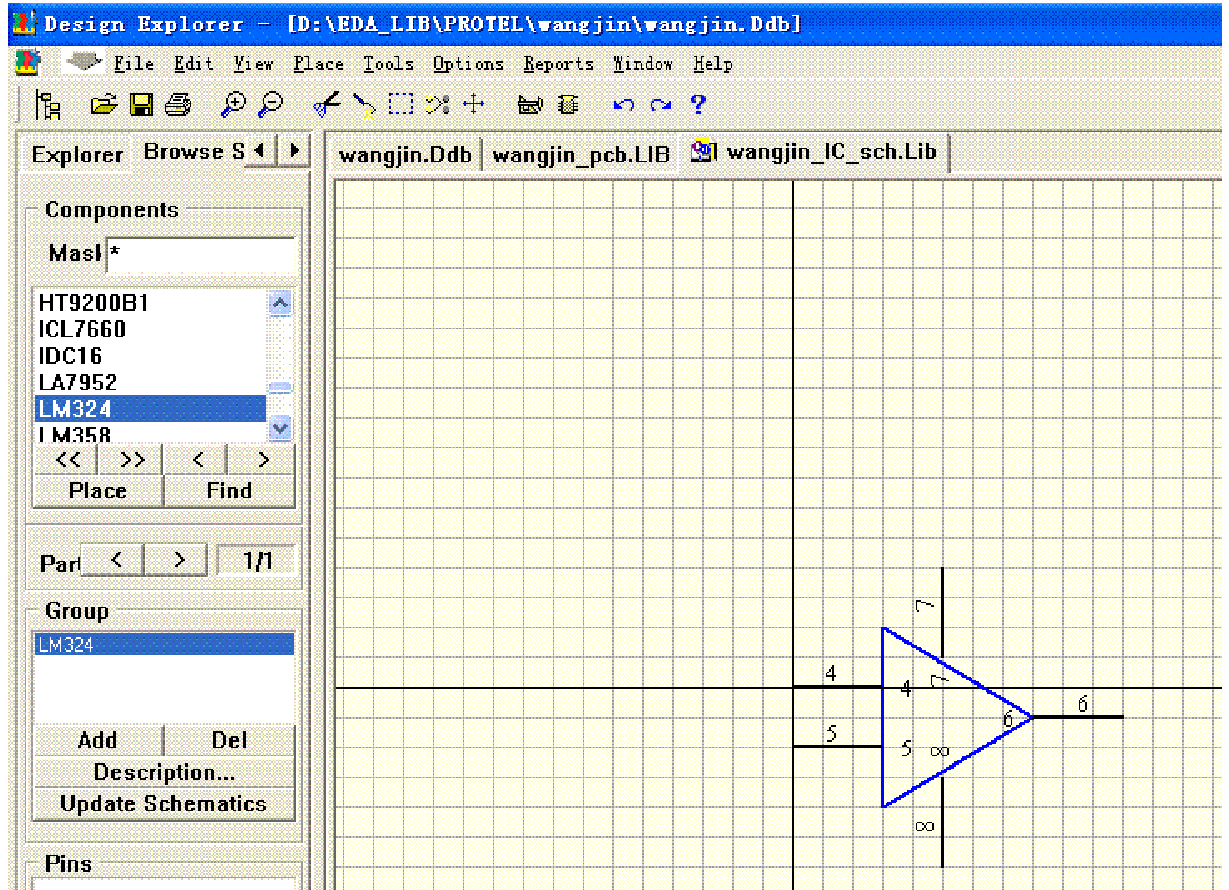 Design Explorer - [D:\EDA_LIB\PROTEL\wangjin\wangjin.Ddb]
File Edit View Place Tools Options Reports Window Help
Explorer Browse S
wangjin.Ddb wangjin_pcb.LIB wangjin_IC_sch.Lib
Components
Mask *
HT9200B1
ICL7660
IDC16
LA7952
LM324
LM358
<< >> < >
Place Find
Part < > 1/1
Group
LM324
Add Del
Description...
Update Schematics
Pins
7
7
4
4
6
6
5
5
8
8